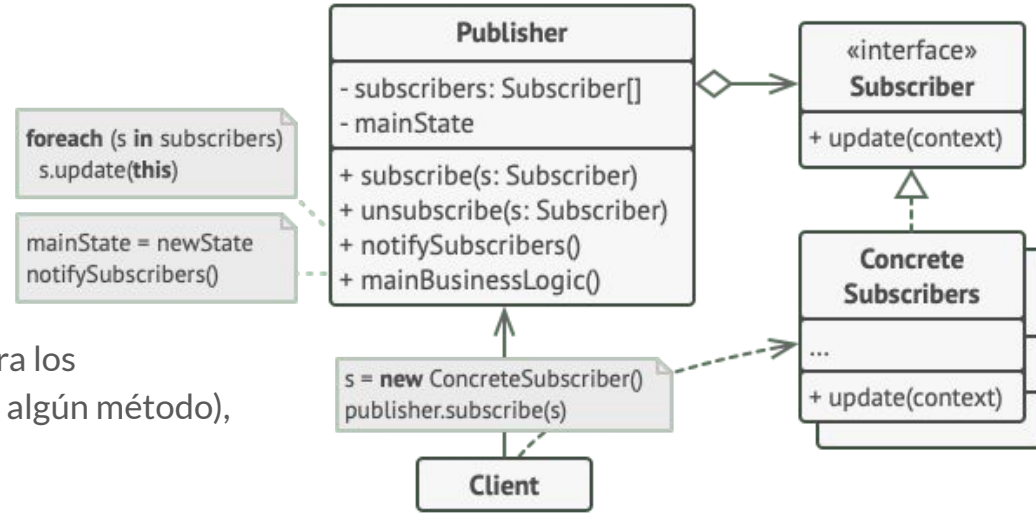 Publisher
- subscribers: Subscriber[]
- mainState
+ subscribe(s: Subscriber)
+ unsubscribe(s: Subscriber)
+ notifySubscribers()
+ mainBusinessLogic()
«interface»
Subscriber
+ update(context)
foreach (s in subscribers)
s.update(this)
mainState = newState
notifySubscribers()
Concrete
Subscribers
...
+ update(context)
ra los
algún método),
s = new ConcreteSubscriber()
publisher.subscribe(s)
Client